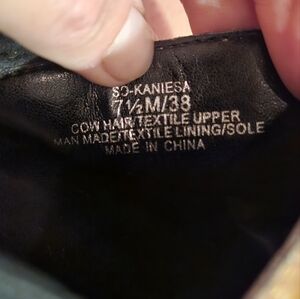 SO-KANIESA
7½M/38
COW HAIR/TEXTILE UPPER
MAN MADE/TEXTILE LINING/SOLE
MADE IN CHINA